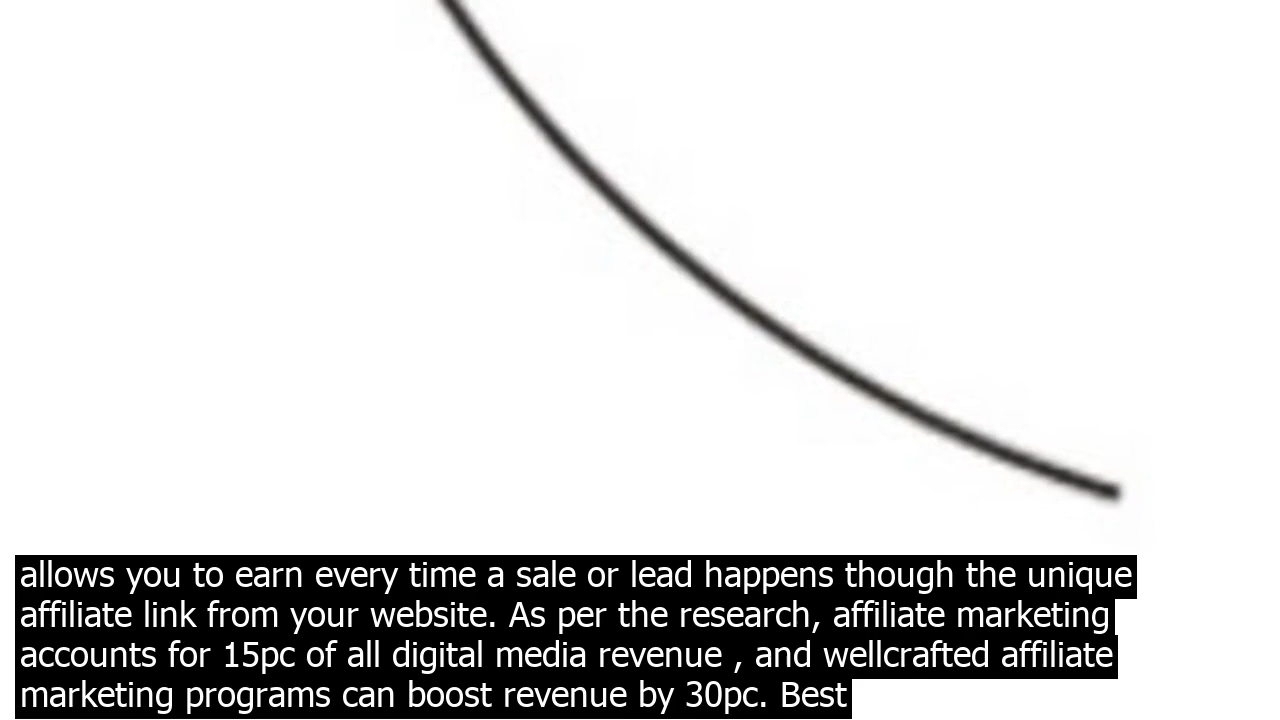 allows you to earn every time a sale or lead happens though the unique
affiliate link from your website. As per the research, affiliate marketing
accounts for 15pc of all digital media revenue , and wellcrafted affiliate
marketing programs can boost revenue by 30pc. Best